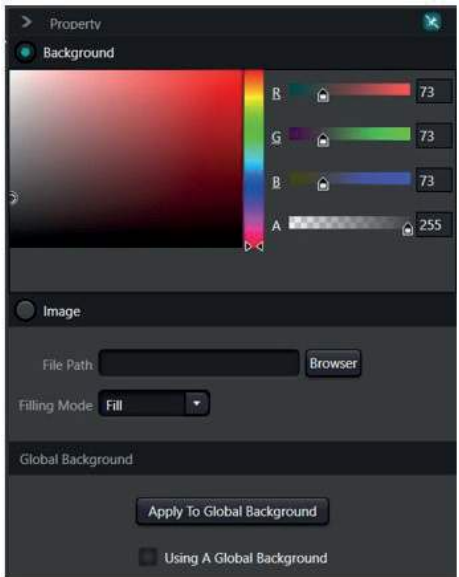 Property
Background
R 73
G 73
B 73
A 255
Image
File Path Browser
Filling Mode Fill
Global Background
Apply To Global Background
Using A Global Background